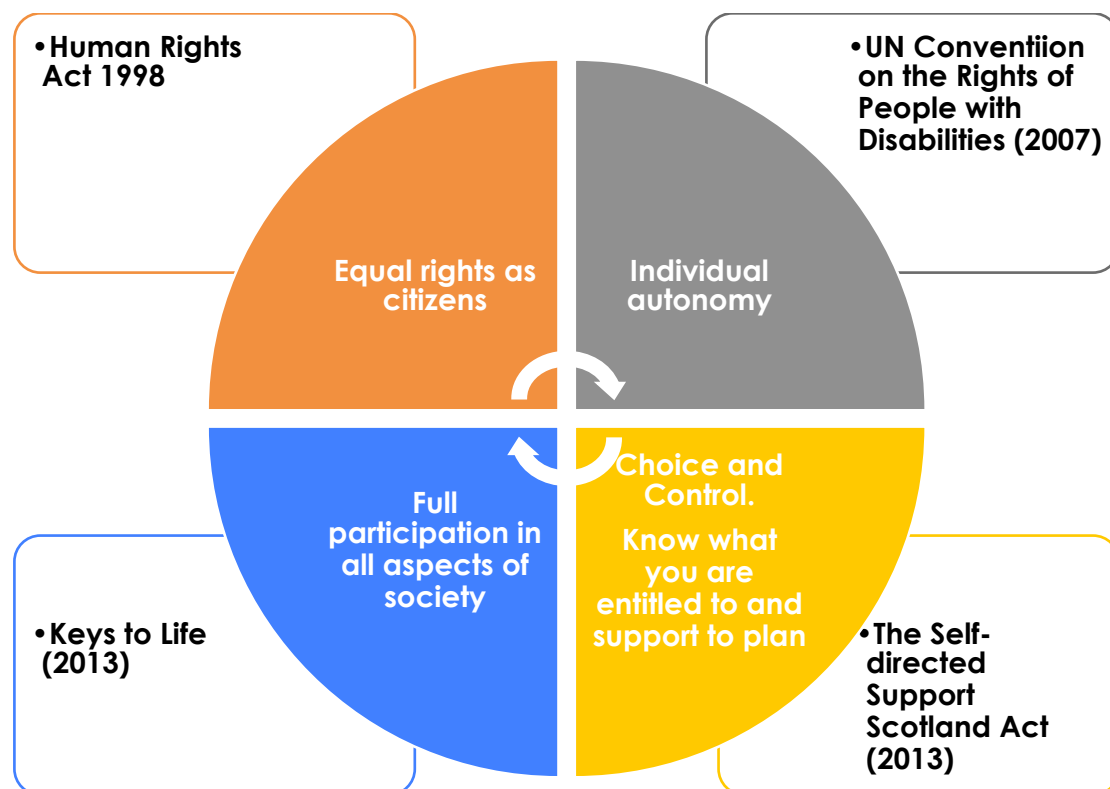 •Human Rights
Act 1998
•UN Conventiion
on the Rights of
People with
Disabilities (2007)
Equal rights as
citizens
Individual
autonomy
Full
participation in
all aspects of
society
Choice and
Control.
Know what
you are
entitled to and
support to plan
•Keys to Life
(2013)
•The Self-
directed
Support
Scotland Act
(2013)